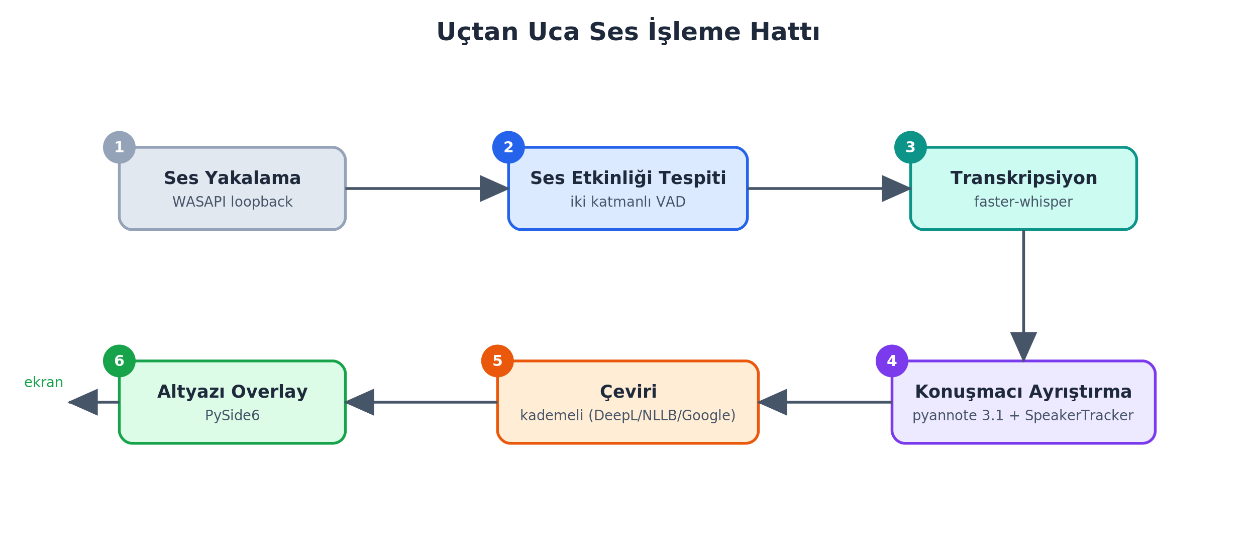 Uçtan Uca Ses İşleme Hattı
1
Ses Yakalama
WASAPI loopback
2
Ses Etkinliği Tespiti
iki katmanlı VAD
3
Transkripsiyon
faster-whisper
4
Konuşmacı Ayrıştırma
pyannote 3.1 + SpeakerTracker
5
Çeviri
kademeli (DeepL/NLLB/Google)
6
Altyazı Overlay
PySide6
ekran